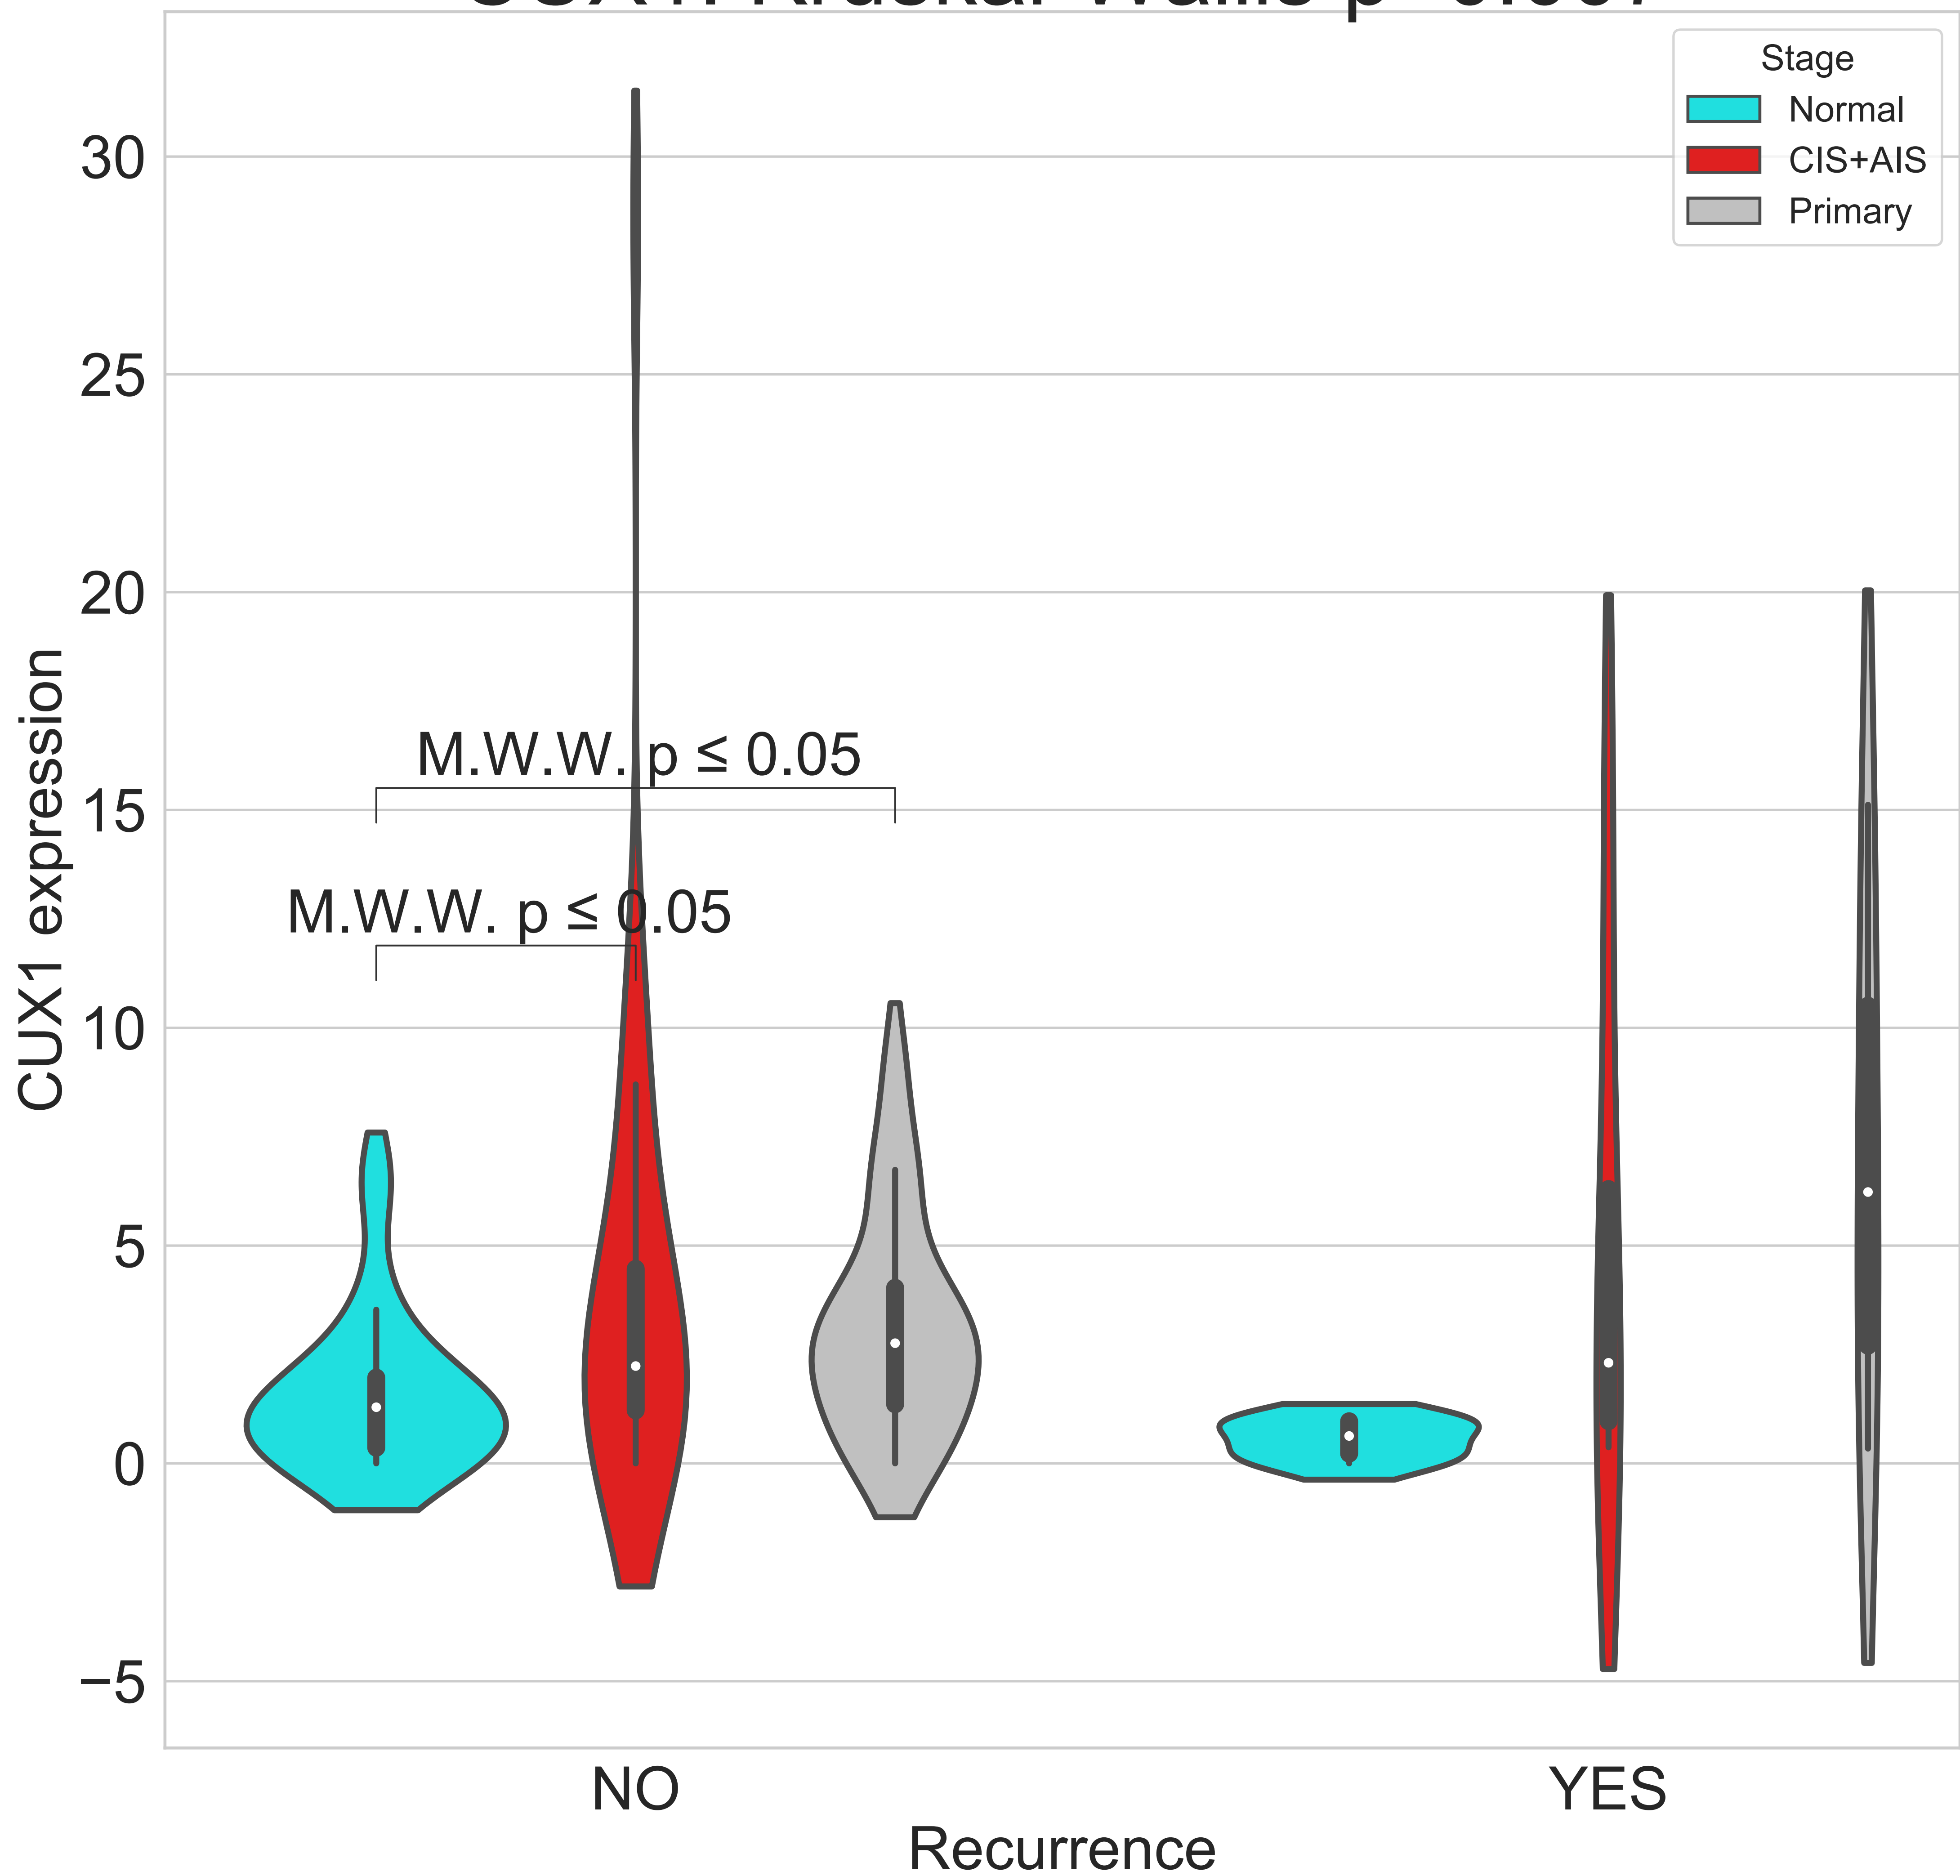 Stage
Normal
CIS+AIS
Primary
30
25
20
15
10
5
0
−5
CUX1 expression
M.W.W. p ≤ 0.05
M.W.W. p ≤ 0.05
NO
YES
Recurrence